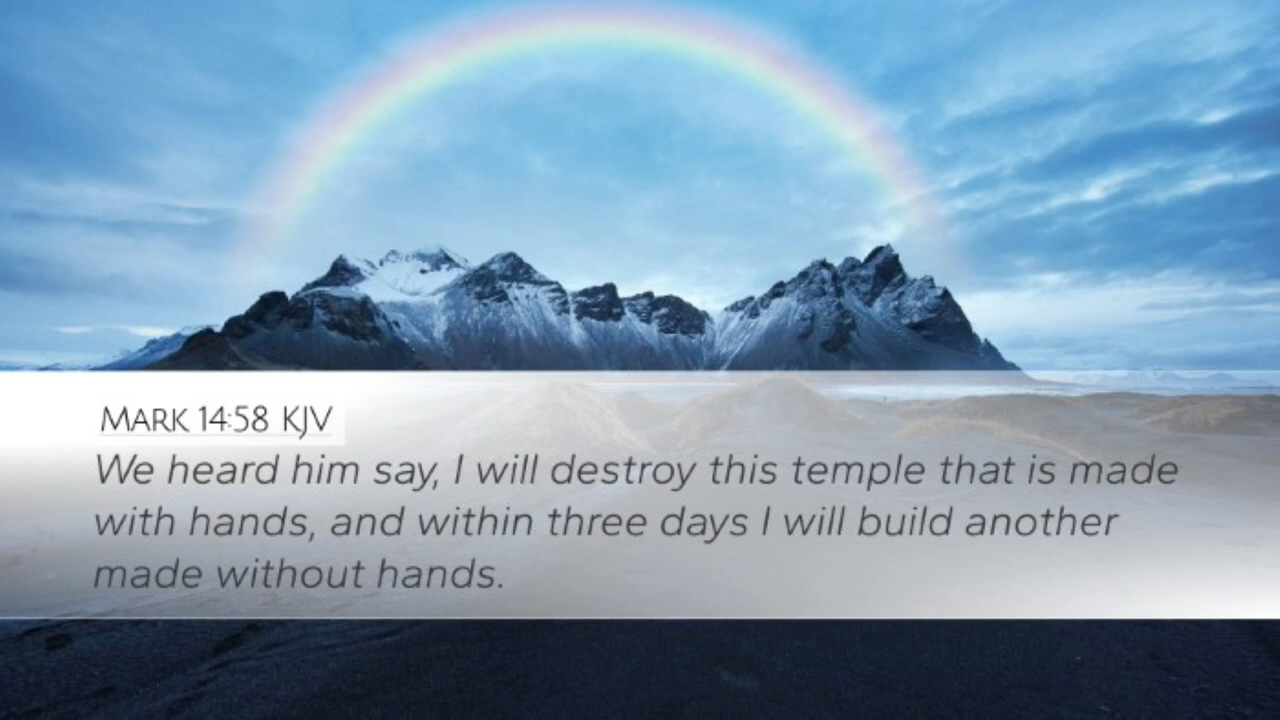 Mark 14:58 KJV
We heard him say, I will destroy this temple that is made
with hands, and within three days I will build another
made without hands.